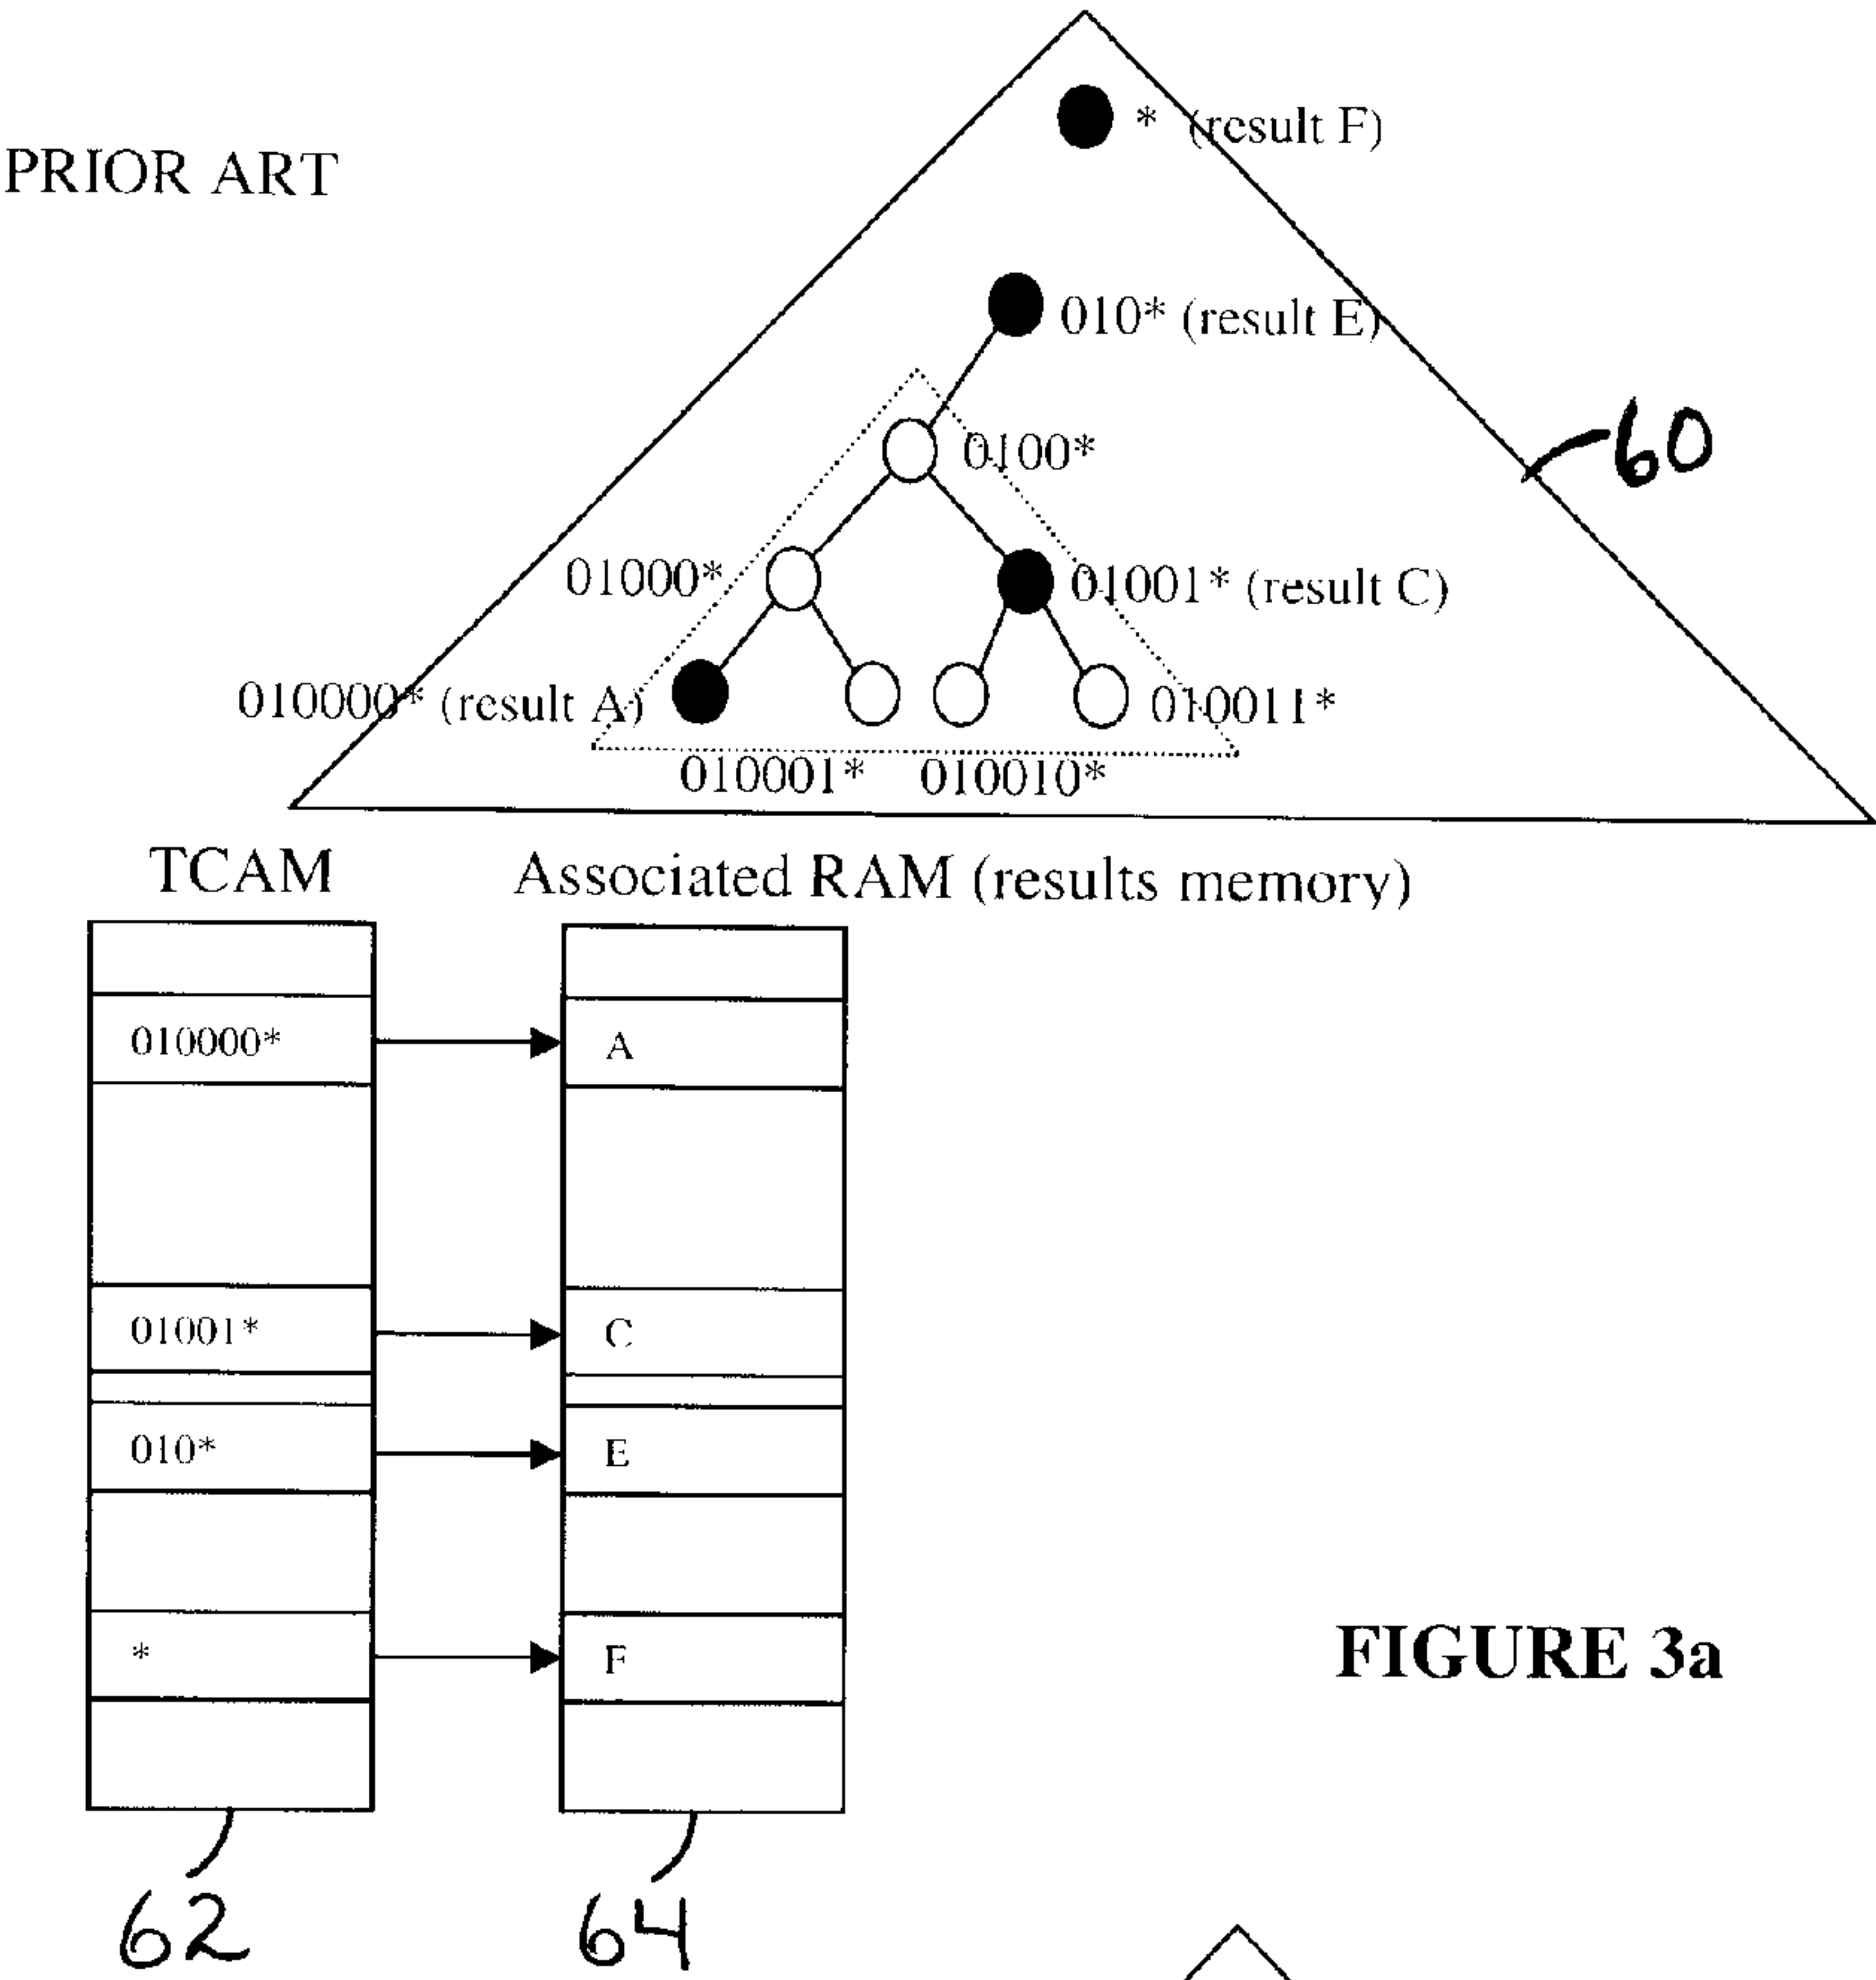 PRIOR ART
* (result F)
010* (result E)
60
0100*
01000*
01001* (result C)
010000* (result A)
010011*
010001* 010010*
TCAM
Associated RAM (results memory)
010000*
A
01001*
C
010*
E
*
F
FIGURE 3a
62
64